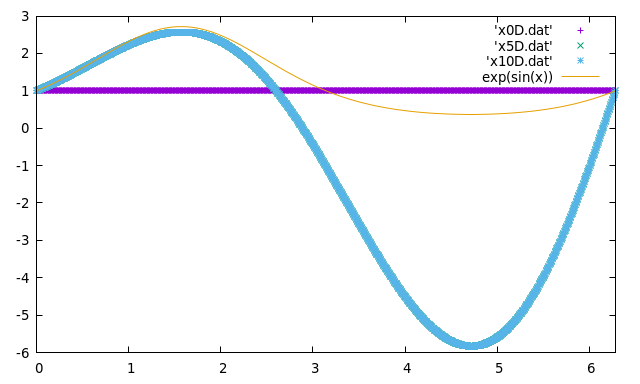 'x0D.dat'
'x5D.dat'
'x10D.dat'
exp(sin(x))
3
2
1
0
-1
-2
-3
-4
-5
-6
0 1 2 3 4 5 6